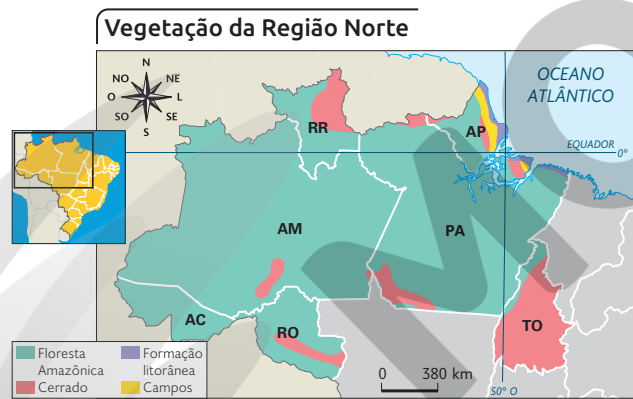 Vegetação da Região Norte
N
NO
NE
O
L
SO
SE
S
OCEANO
ATLÂNTICO
RR
AP
EQUADOR
0°
AM
PA
AC
RO
TO
Floresta
Amazônica
Cerrado
Formação
litorânea
Campos
0 380 km
50° O